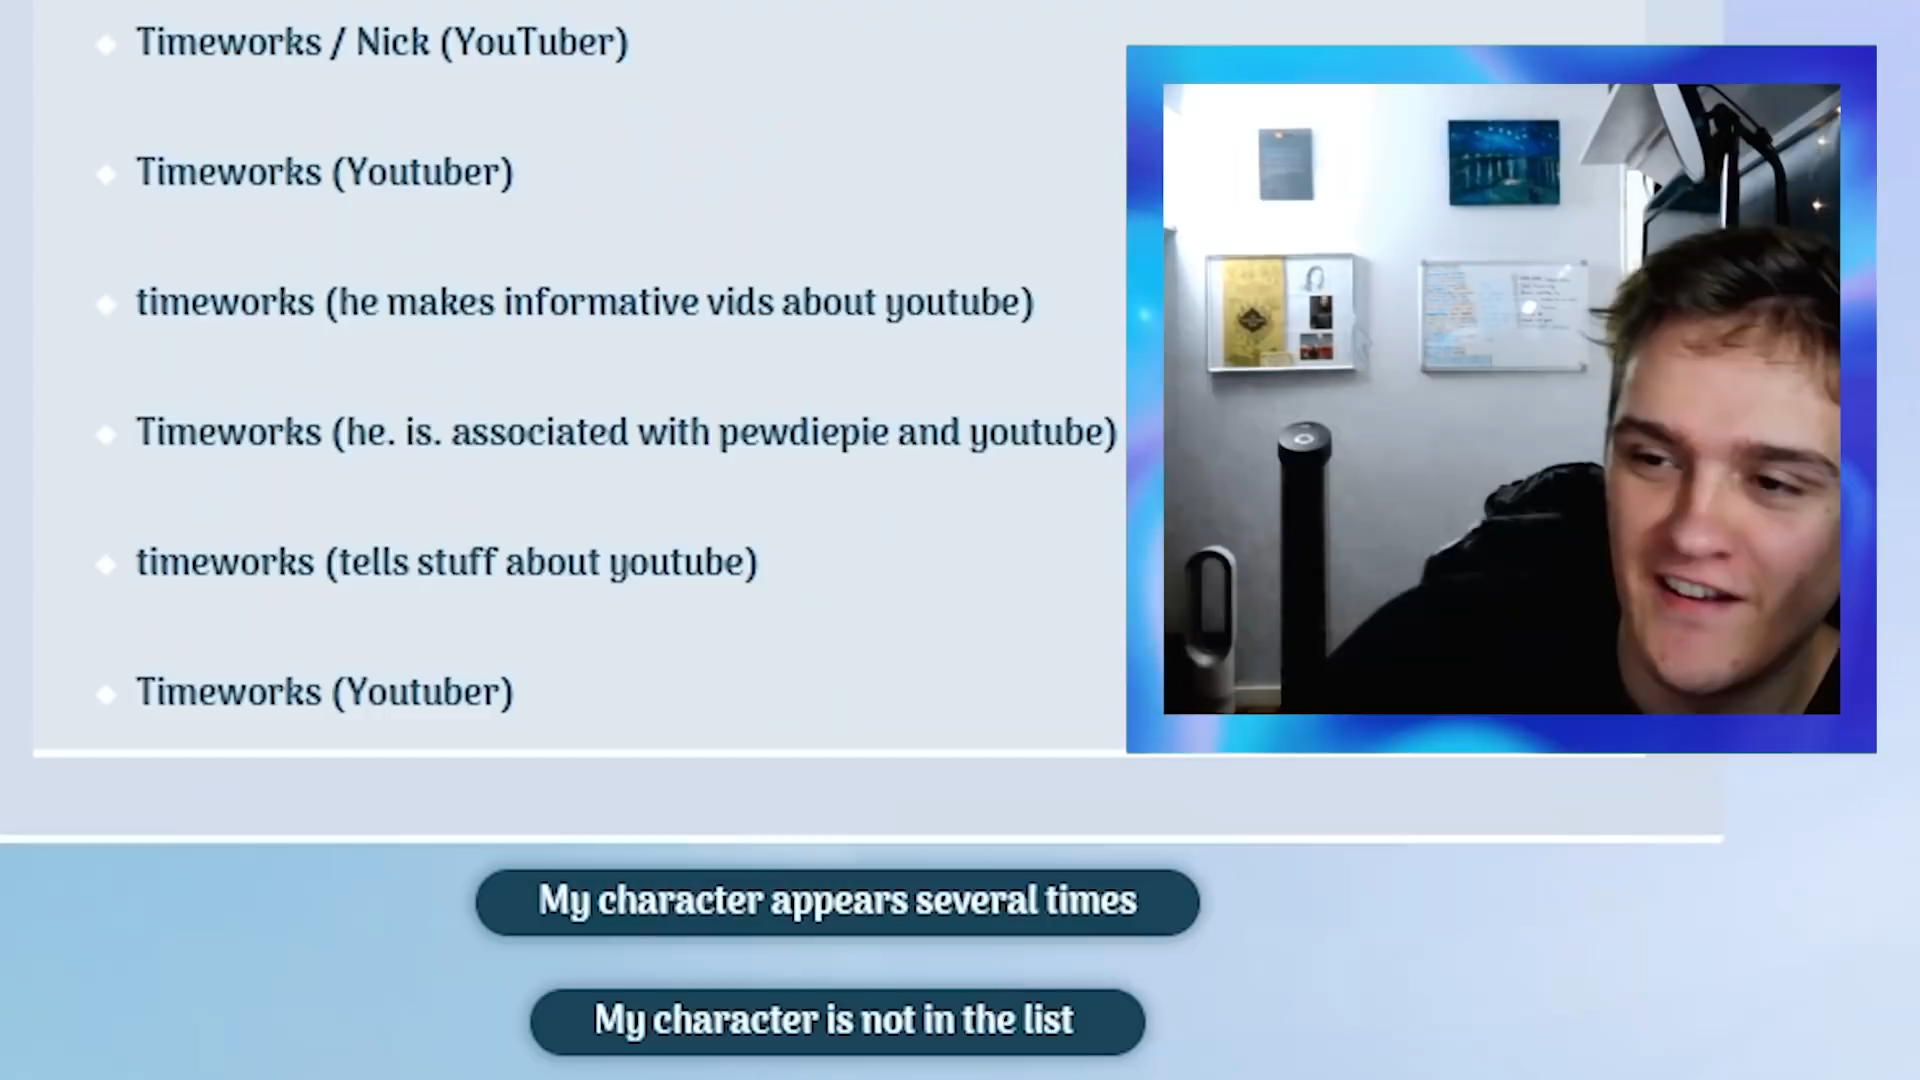 Timeworks / Nick (YouTuber)
Timeworks (Youtuber)
timeworks (he makes informative vids about youtube)
Timeworks (he. is. associated with pewdiepie and youtube)
timeworks (tells stuff about youtube)
Timeworks (Youtuber)
My character appears several times
My character is not in the list